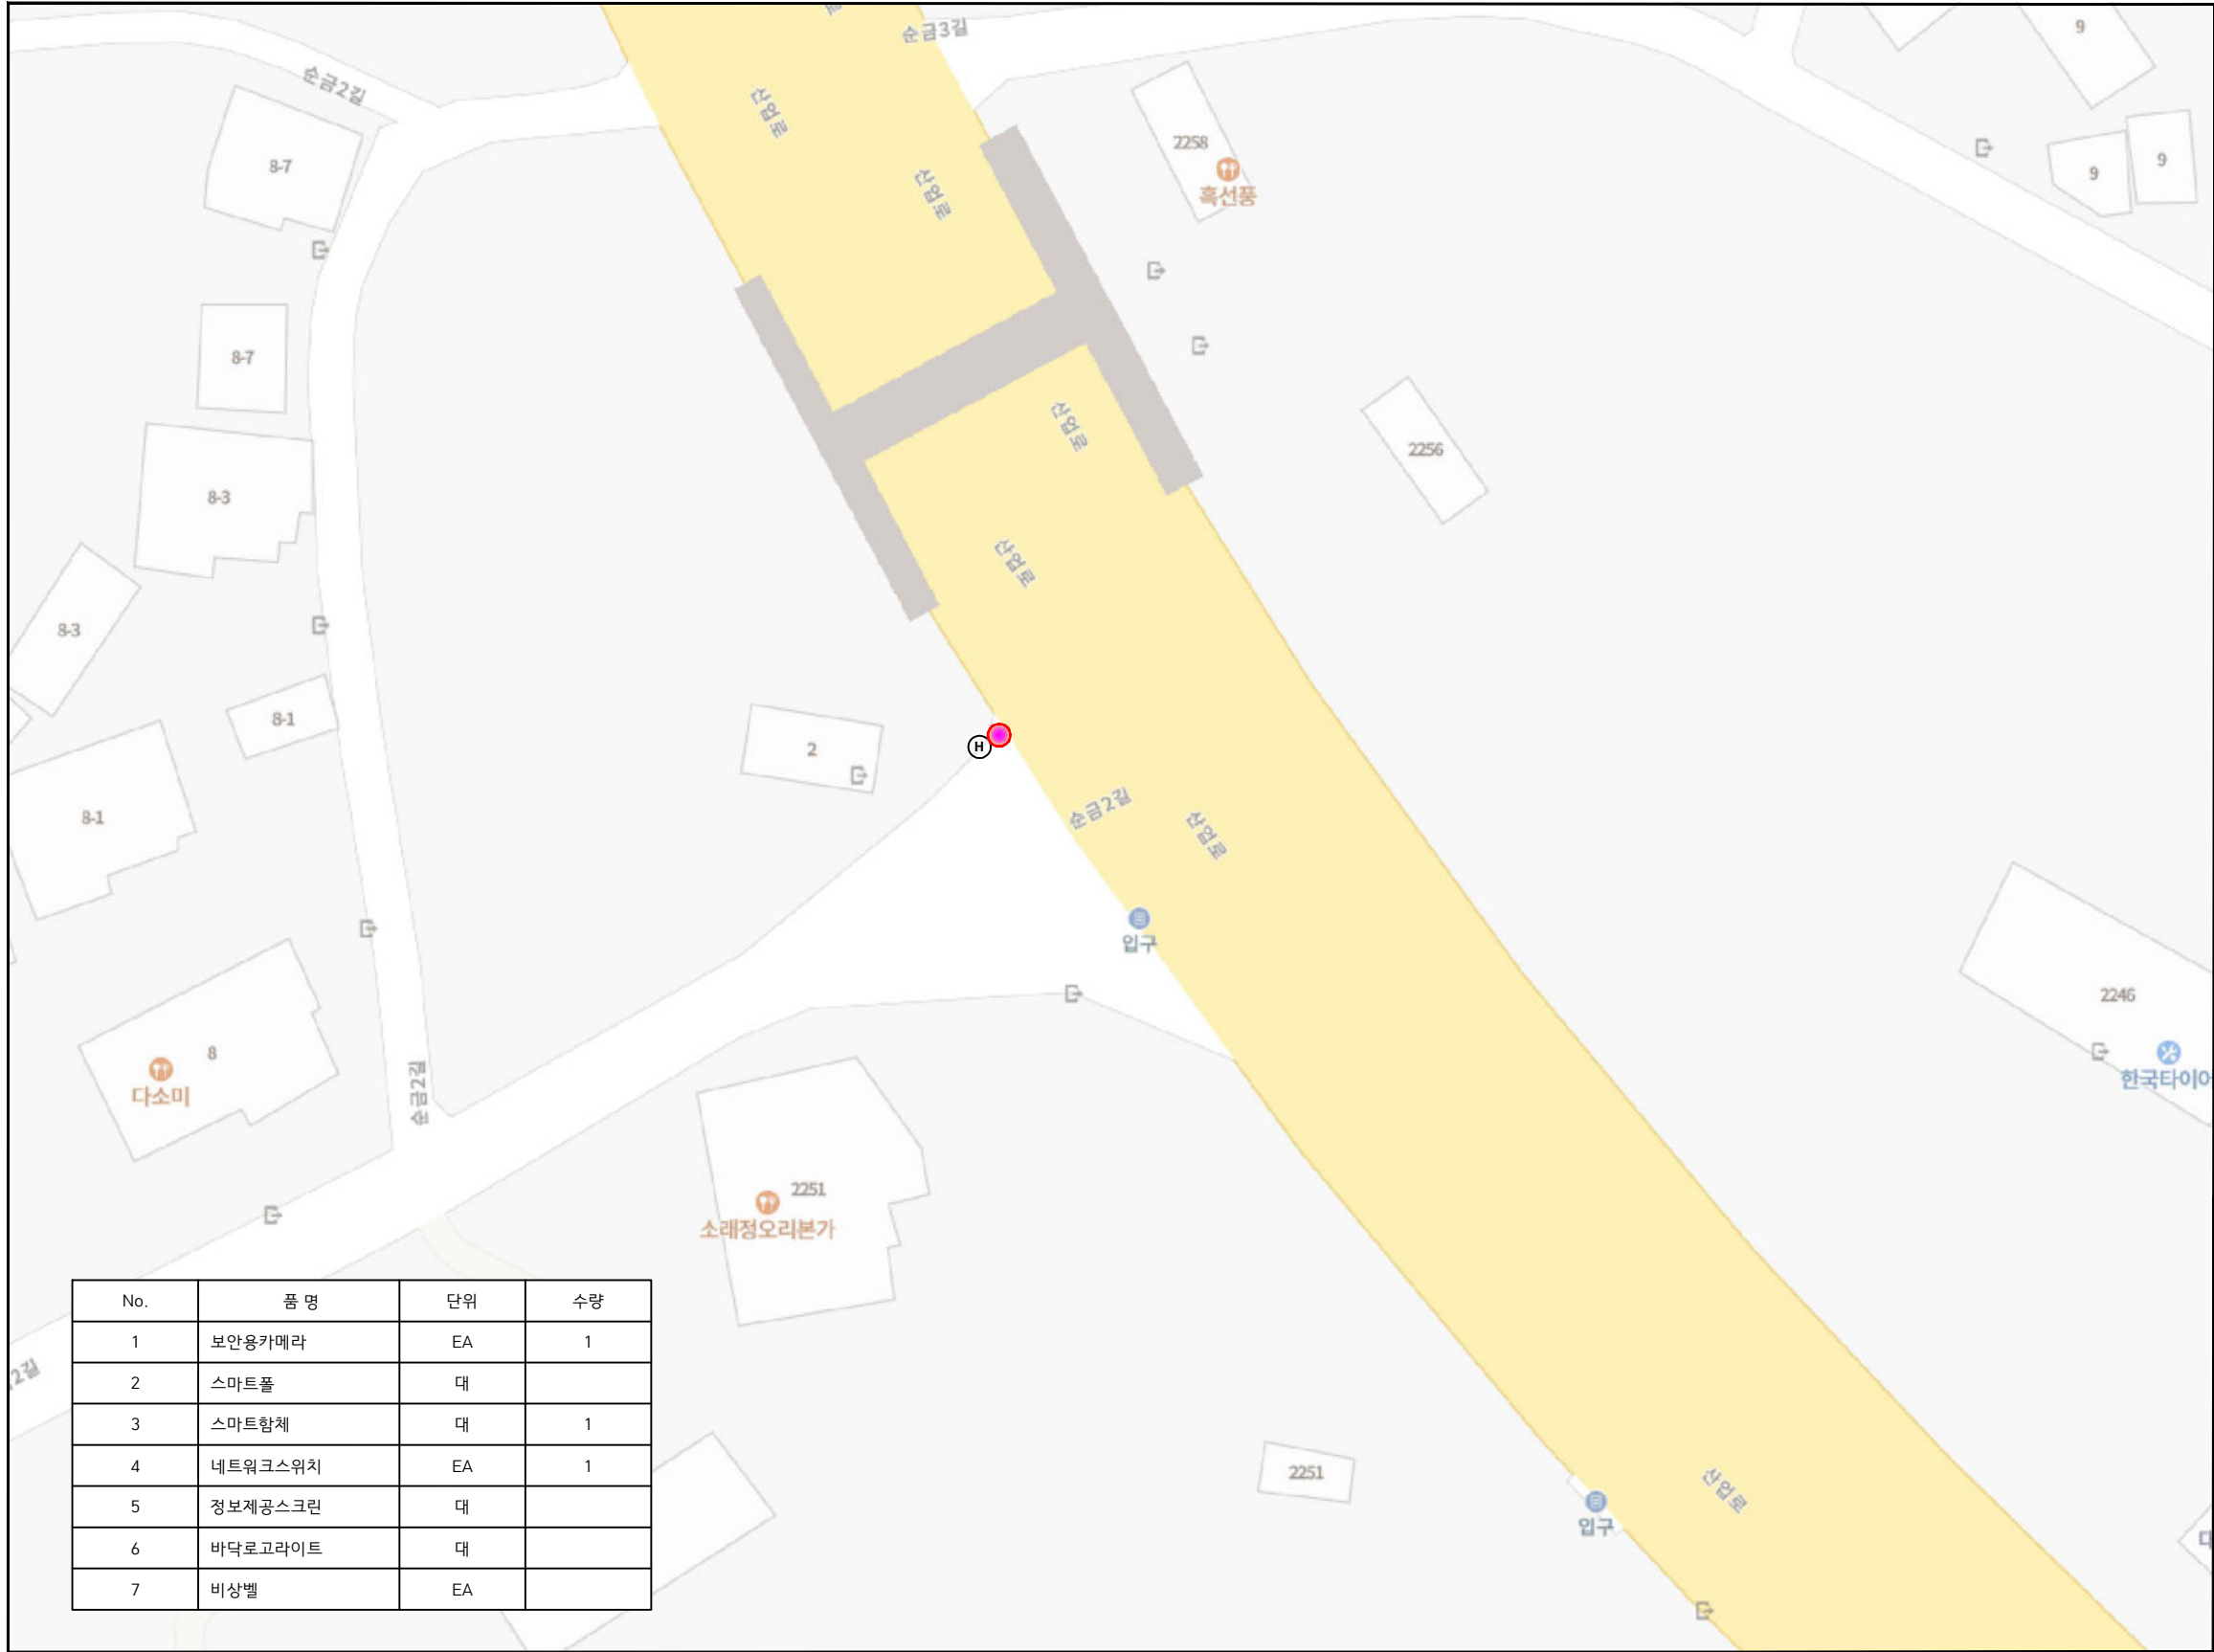 순금3길
9
순금2길
산업로
2258
흑선풍
8-7
9
9
산업로
8-7
산업로
2256
8-3
산업로
8-3
8-1
2
H
8-1
순금2길
산업로
입구
2246
한국타이어
8
다소미
순금2길
2251
소래정오리본가
2길
2251
산업로
입구
No. 품 명 단위 수량
1 보안용카메라 EA 1
2 스마트폴 대
3 스마트함체 대 1
4 네트워크스위치 EA 1
5 정보제공스크린 대
6 바닥로고라이트 대
7 비상벨 EA